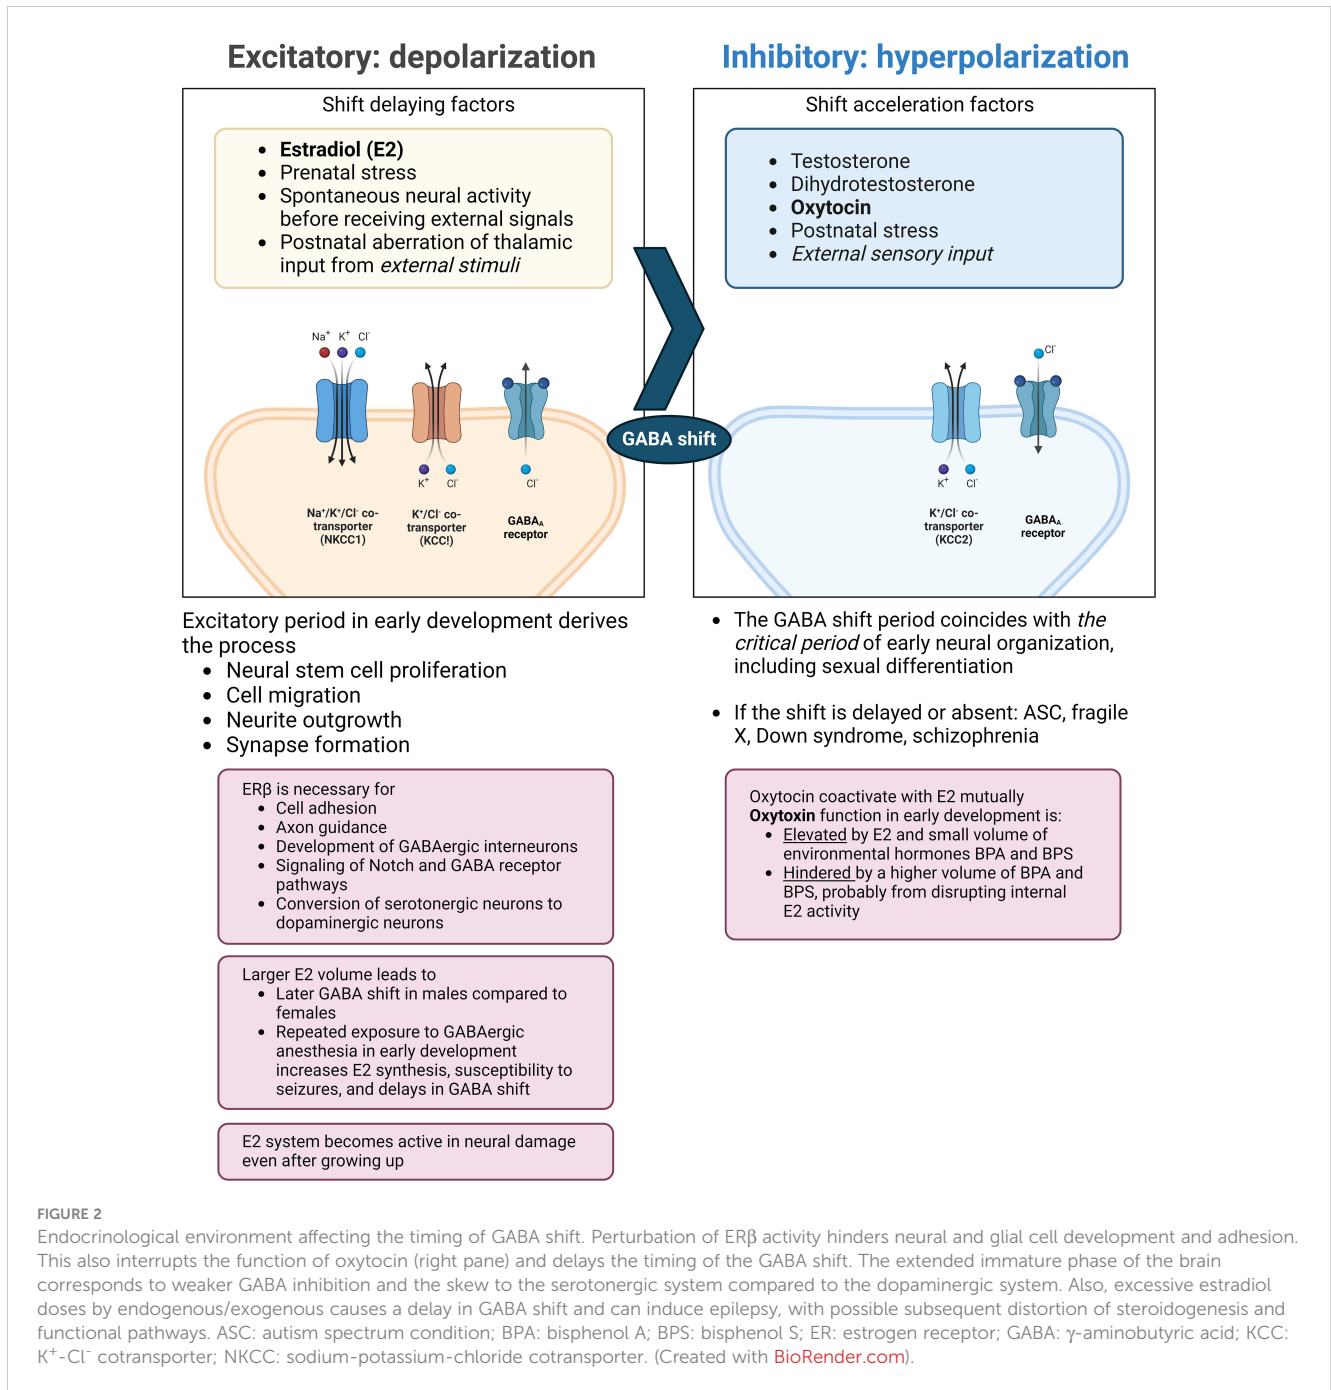 Excitatory: depolarization
Shift delaying factors
• Estradiol (E2)
• Prenatal stress
• Spontaneous neural activity
before receiving external signals
• Postnatal aberration of thalamic
input from external stimuli
Na⁺ K⁺ Cl⁻
K⁺ Cl⁻
Cl⁻
Na⁺/K⁺/Cl⁻ co-
transporter
(NKCC1)
K⁺/Cl⁻ co-
transporter
(KCC!)
GABAA
receptor
GABA shift
Inhibitory: hyperpolarization
Shift acceleration factors
• Testosterone
• Dihydrotestosterone
• Oxytocin
• Postnatal stress
• External sensory input
Cl⁻
K⁺ Cl⁻
K⁺/Cl⁻ co-
transporter
(KCC2)
GABAA
receptor
Excitatory period in early development derives
the process
• Neural stem cell proliferation
• Cell migration
• Neurite outgrowth
• Synapse formation
ERβ is necessary for
• Cell adhesion
• Axon guidance
• Development of GABAergic interneurons
• Signaling of Notch and GABA receptor
pathways
• Conversion of serotonergic neurons to
dopaminergic neurons
Larger E2 volume leads to
• Later GABA shift in males compared to
females
• Repeated exposure to GABAergic
anesthesia in early development
increases E2 synthesis, susceptibility to
seizures, and delays in GABA shift
E2 system becomes active in neural damage
even after growing up
• The GABA shift period coincides with the
critical period of early neural organization,
including sexual differentiation
• If the shift is delayed or absent: ASC, fragile
X, Down syndrome, schizophrenia
Oxytocin coactivate with E2 mutually
Oxytoxin function in early development is:
• Elevated by E2 and small volume of
environmental hormones BPA and BPS
• Hindered by a higher volume of BPA and
BPS, probably from disrupting internal
E2 activity
FIGURE 2
Endocrinological environment affecting the timing of GABA shift. Perturbation of ERβ activity hinders neural and glial cell development and adhesion.
This also interrupts the function of oxytocin (right pane) and delays the timing of the GABA shift. The extended immature phase of the brain
corresponds to weaker GABA inhibition and the skew to the serotonergic system compared to the dopaminergic system. Also, excessive estradiol
doses by endogenous/exogenous causes a delay in GABA shift and can induce epilepsy, with possible subsequent distortion of steroidogenesis and
functional pathways. ASC: autism spectrum condition; BPA: bisphenol A; BPS: bisphenol S; ER: estrogen receptor; GABA: γ-aminobutyric acid; KCC:
K⁺-Cl⁻ cotransporter; NKCC: sodium-potassium-chloride cotransporter. (Created with BioRender.com).